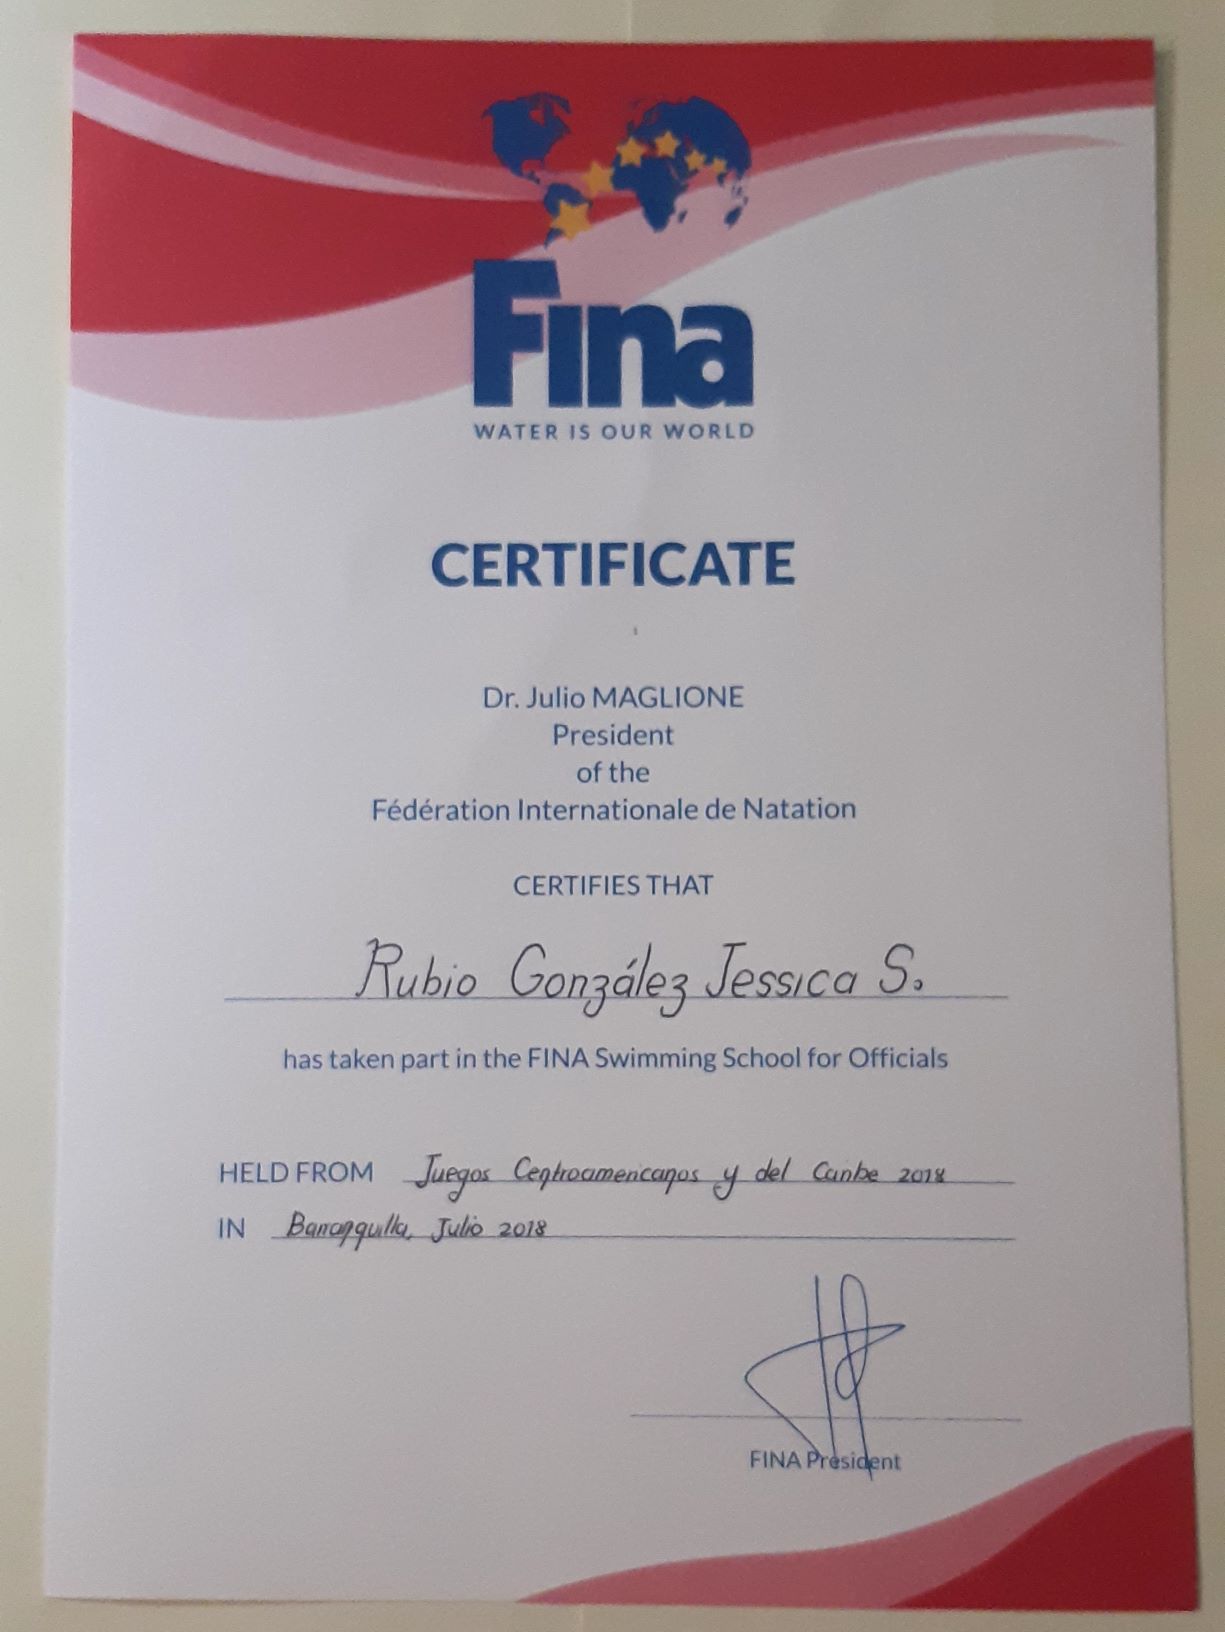 Fina
WATER IS OUR WORLD
CERTIFICATE
Dr. Julio MAGLIONE
President
of the
Fédération Internationale de Natation
CERTIFIES THAT
Rubio González Jessica S.
has taken part in the FINA Swimming School for Officials
HELD FROM Juegos Centroamericanos y del Caribe 2018
IN Barranquilla, Julio 2018
FINA President